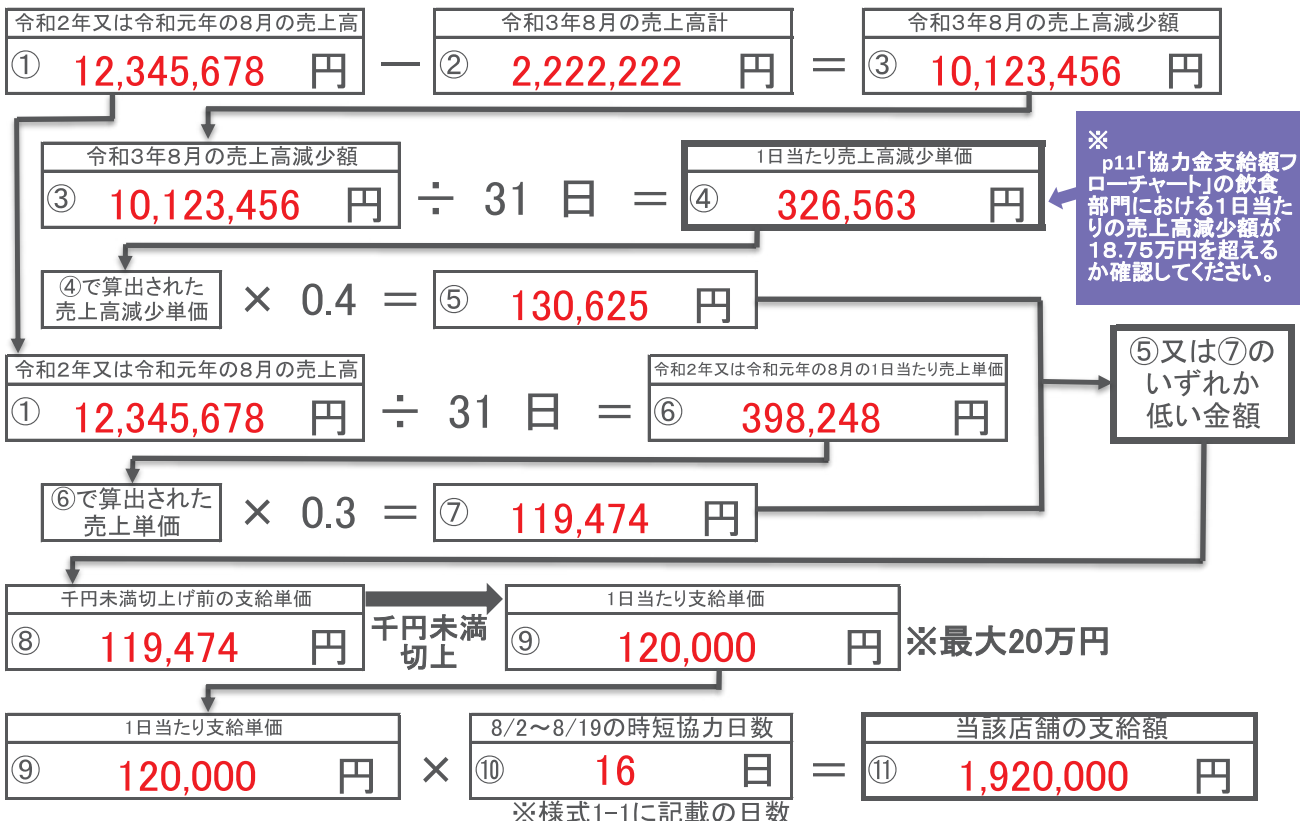 令和2年又は令和元年の8月の売上高
① 12,345,678 円
－
令和3年8月の売上高計
② 2,222,222 円
＝
令和3年8月の売上高減少額
③ 10,123,456 円
令和3年8月の売上高減少額
③ 10,123,456 円
÷ 31 日 ＝
1日当たり売上高減少単価
④ 326,563 円
※
p11「協力金支給額フ
ローチャート」の飲食
部門における1日当た
りの売上高減少額が
18.75万円を超える
か確認してください。
④で算出された
売上高減少単価
× 0.4 ＝
⑤ 130,625 円
令和2年又は令和元年の8月の売上高
① 12,345,678 円
÷ 31 日 ＝
令和2年又は令和元年の8月の1日当たり売上単価
⑥ 398,248 円
⑤又は⑦の
いずれか
低い金額
⑥で算出された
売上単価
× 0.3 ＝
⑦ 119,474 円
千円未満切上げ前の支給単価
⑧ 119,474 円
千円未満
切上
1日当たり支給単価
⑨ 120,000 円
※最大20万円
1日当たり支給単価
⑨ 120,000 円
×
8/2～8/19の時短協力日数
⑩ 16 日
＝
当該店舗の支給額
⑪ 1,920,000 円
※様式1-1に記載の日数